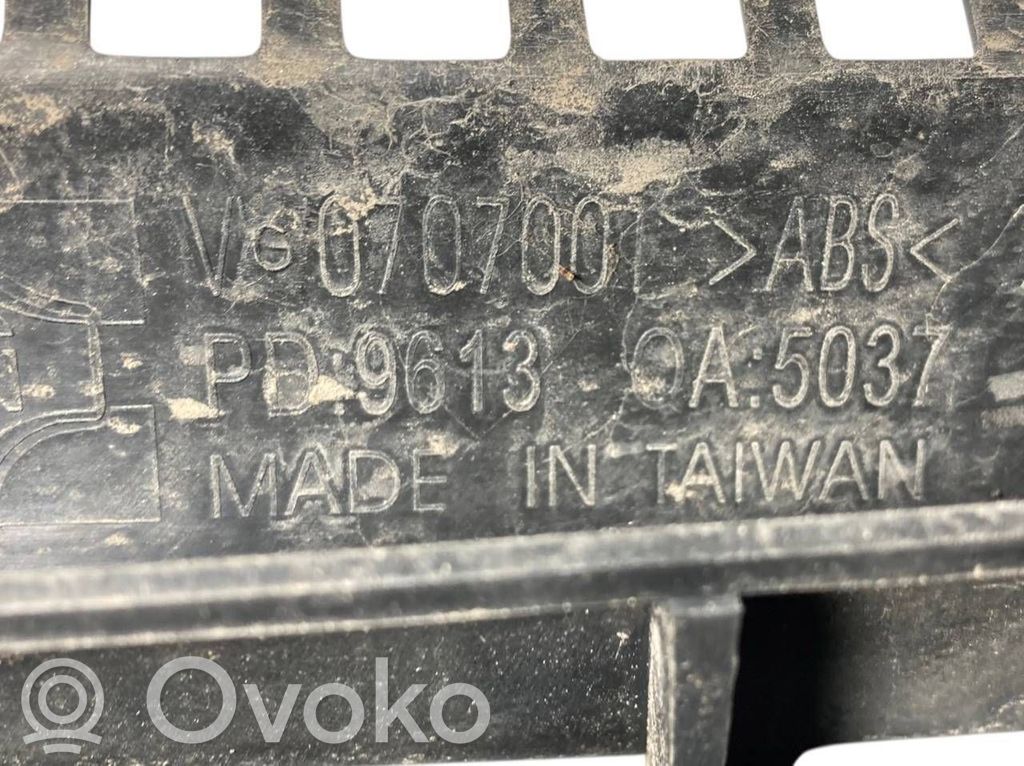 VG0707001 >ABS<
PD:9613 OA:5037
MADE IN TAIWAN
Ovoko